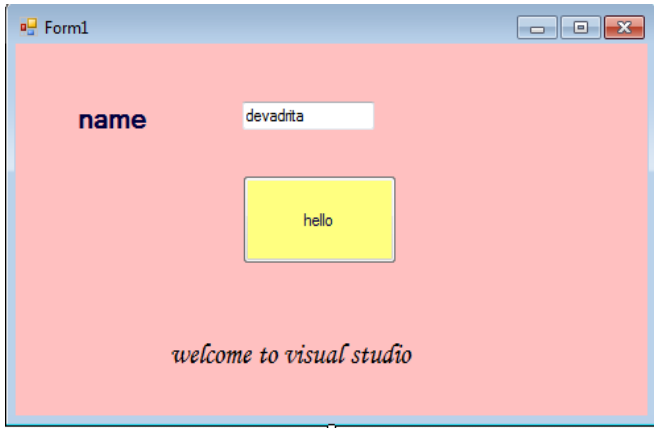 Form1
name
devadrita
hello
welcome to visual studio